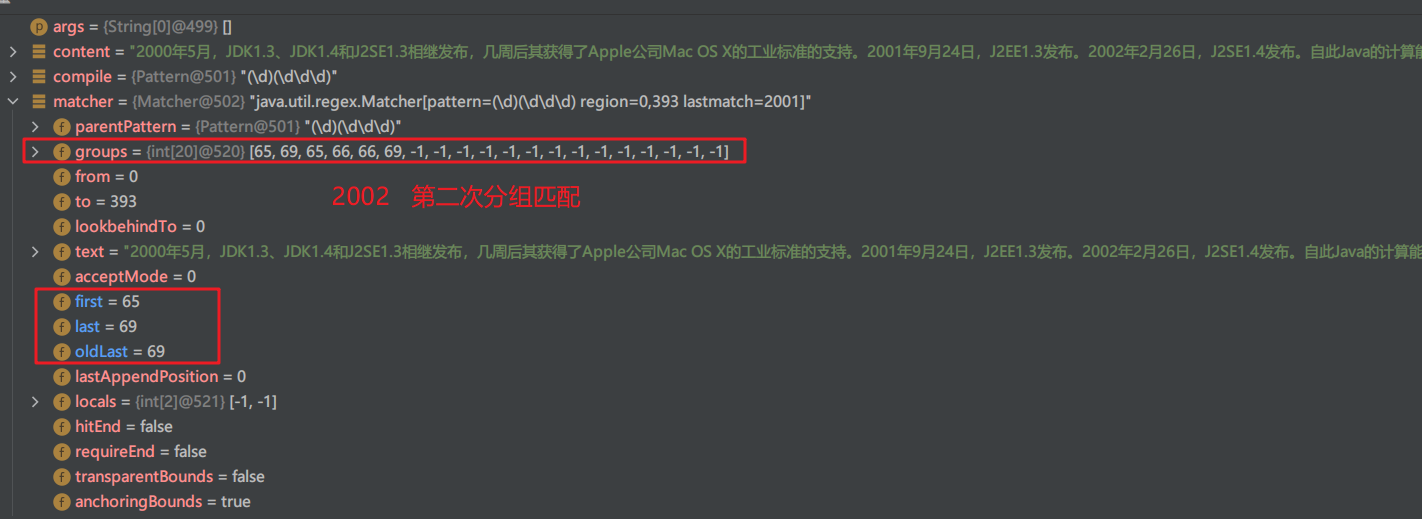 args = {String[0]@499} []
content = "2000年5月，JDK1.3、JDK1.4和J2SE1.3相继发布，几周后其获得了Apple公司Mac OS X的工业标准的支持。2001年9月24日，J2EE1.3发布。2002年2月26日，J2SE1.4发布。自此Java的计算能
compile = {Pattern@501} "(\d)(\d\d\d)"
matcher = {Matcher@502} "java.util.regex.Matcher[pattern=(\d)(\d\d\d) region=0,393 lastmatch=2001]"
parentPattern = {Pattern@501} "(\d)(\d\d\d)"
groups = {int[20]@520} [65, 69, 65, 66, 66, 69, -1, -1, -1, -1, -1, -1, -1, -1, -1, -1, -1, -1, -1, -1]
from = 0
to = 393
2002 第二次分组匹配
lookbehindTo = 0
text = "2000年5月，JDK1.3、JDK1.4和J2SE1.3相继发布，几周后其获得了Apple公司Mac OS X的工业标准的支持。2001年9月24日，J2EE1.3发布。2002年2月26日，J2SE1.4发布。自此Java的计算能
acceptMode = 0
first = 65
last = 69
oldLast = 69
lastAppendPosition = 0
locals = {int[2]@521} [-1, -1]
hitEnd = false
requireEnd = false
transparentBounds = false
anchoringBounds = true